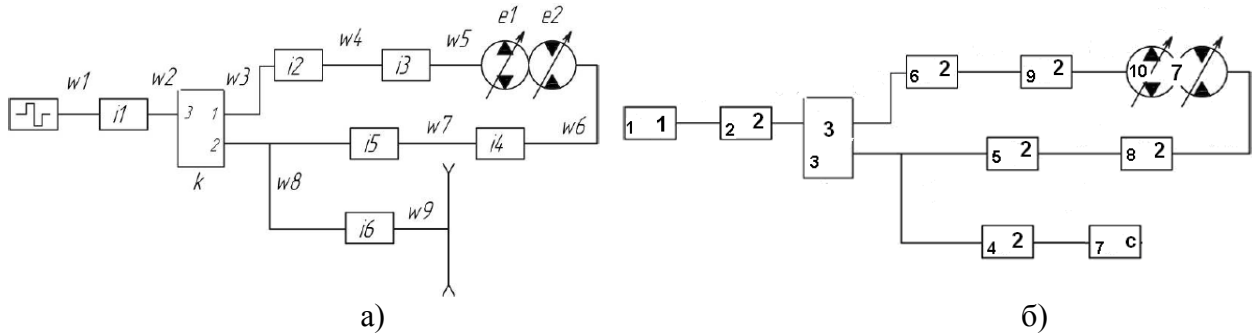 e1 e2
w4 w5
w1 w2 w3 i2 i3
i1 3 1
2
k
w7 w6
i5 i4
w8
w9
i6
а)
6 2 9 2 10 7
1 1 2 2 3
3
5 2 8 2
4 2 7 с
б)